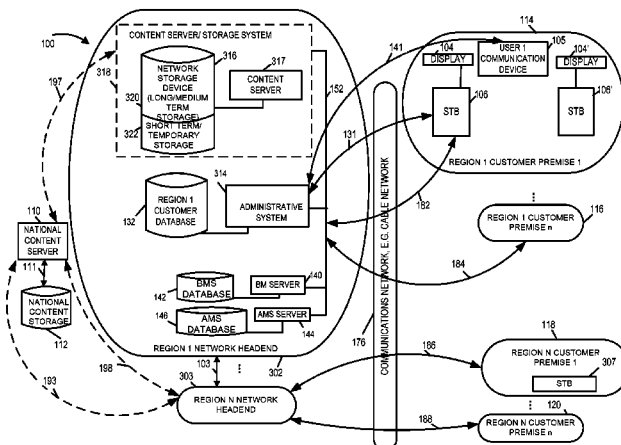 100
CONTENT SERVER/ STORAGE SYSTEM
316
317
318
NETWORK
STORAGE
DEVICE
(LONG/MEDIUM
TERM
STORAGE)
CONTENT
SERVER
320
322
SHORT TERM/
TEMPORARY
STORAGE
152
197
314
REGION 1
CUSTOMER
DATABASE
132
ADMINISTRATIVE
SYSTEM
110
NATIONAL
CONTENT
SERVER
111
NATIONAL
CONTENT
STORAGE
112
BMS
DATABASE
142
BM SERVER
140
146
AMS DATABASE
AMS SERVER
144
REGION 1 NETWORK HEADEND
302
103
193
198
303
REGION N NETWORK
HEADEND
141
131
182
184
186
188
176
COMMUNICATIONS NETWORK, E.G. CABLE NETWORK
114
104
DISPLAY
USER 1
COMMUNICATION
DEVICE
105
104'
DISPLAY
STB
106
STB
106'
REGION 1 CUSTOMER PREMISE 1
REGION 1 CUSTOMER
PREMISE n
116
118
REGION N CUSTOMER
PREMISE 1
307
STB
120
REGION N CUSTOMER
PREMISE n